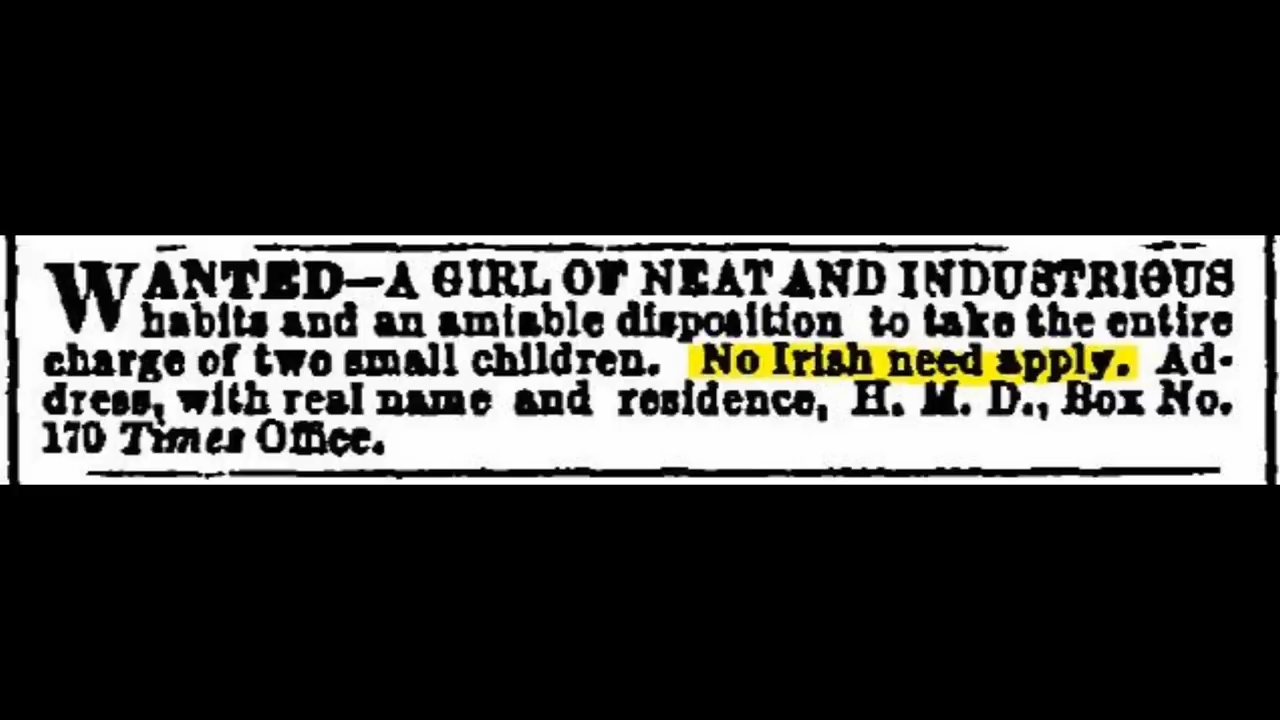 WANTED—A GIRL OF NEAT AND INDUSTRIOUS
habits and an amiable disposition to take the entire
charge of two small children. No Irish need apply. Ad-
dress, with real name and residence, H. M. D., Box No.
170 Times Office.